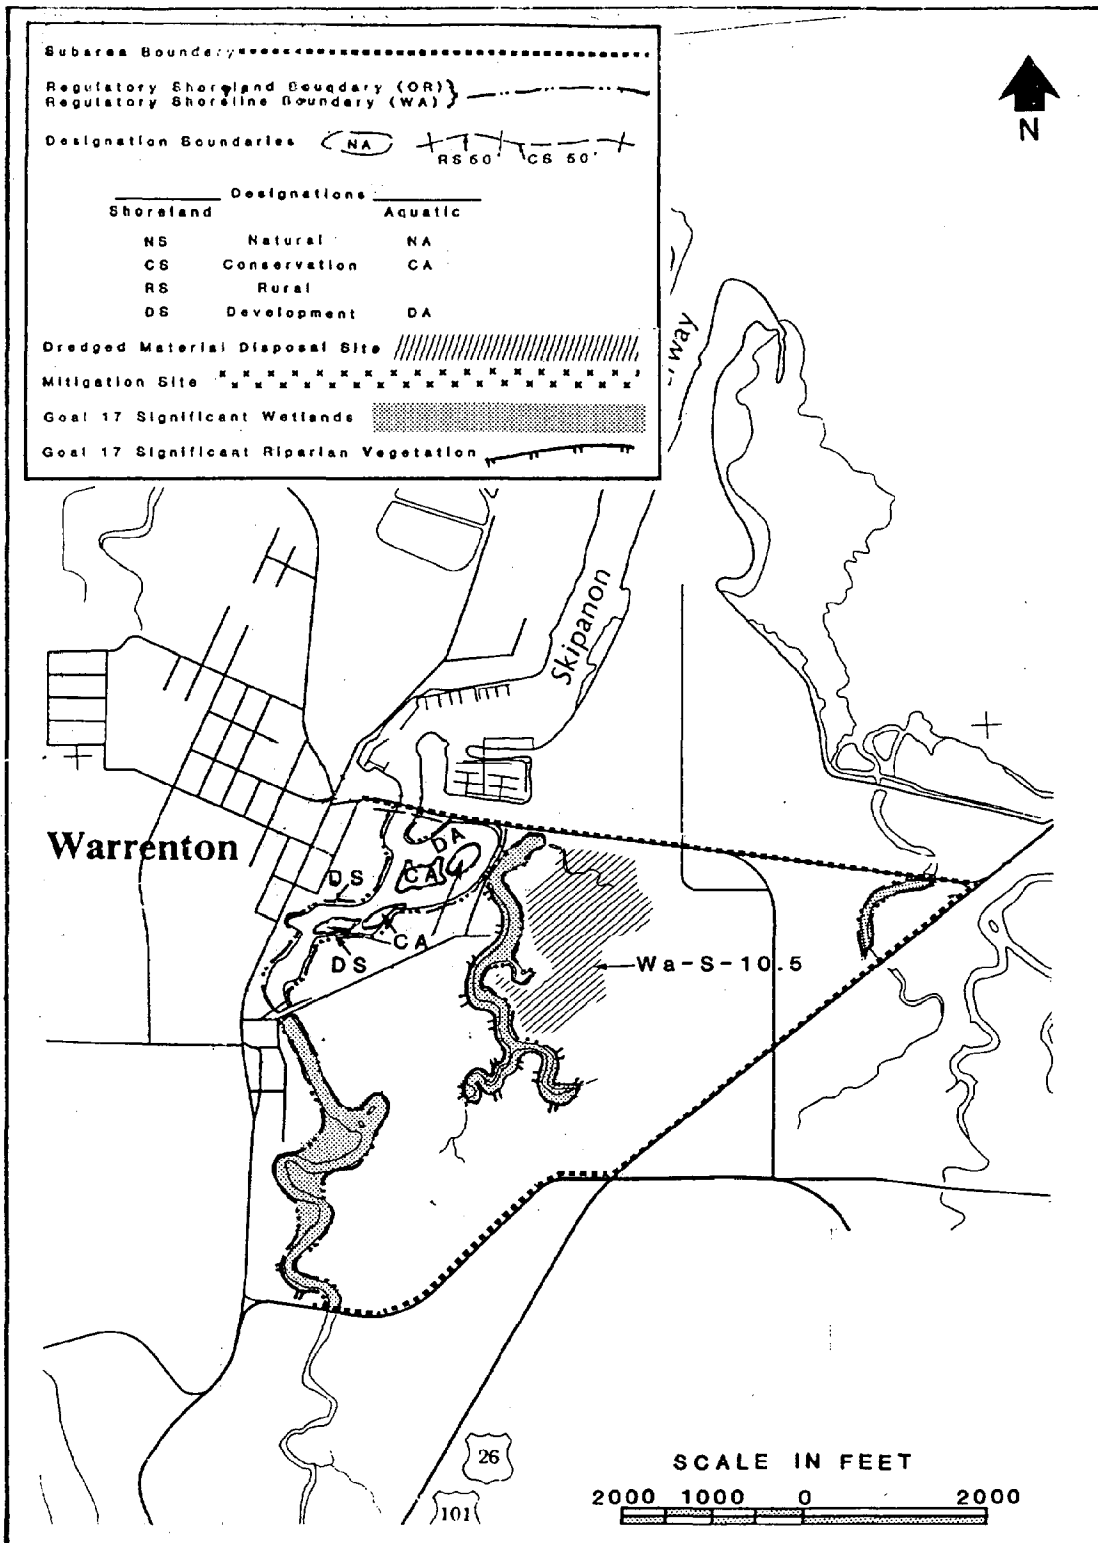 Subarea Boundary
Regulatory Shoreland Bouqdary (OR)}
Regulatory Shoreline Boundary (WA)}
Designation Boundaries NA RS 50' CS 50'
Designations
Shoreland Aquatic
NS Natural NA
CS Conservation CA
RS Rural
DS Development DA
Dredged Material Disposal Site
Mitigation Site
Goal 17 Significant Wetlands
Goal 17 Significant Riparian Vegetation
N
way
Skipanon
Warrenton
DA
CA
DS
CA
DS
Wa-S-10.5
26
101
SCALE IN FEET
2000 1000 0 2000